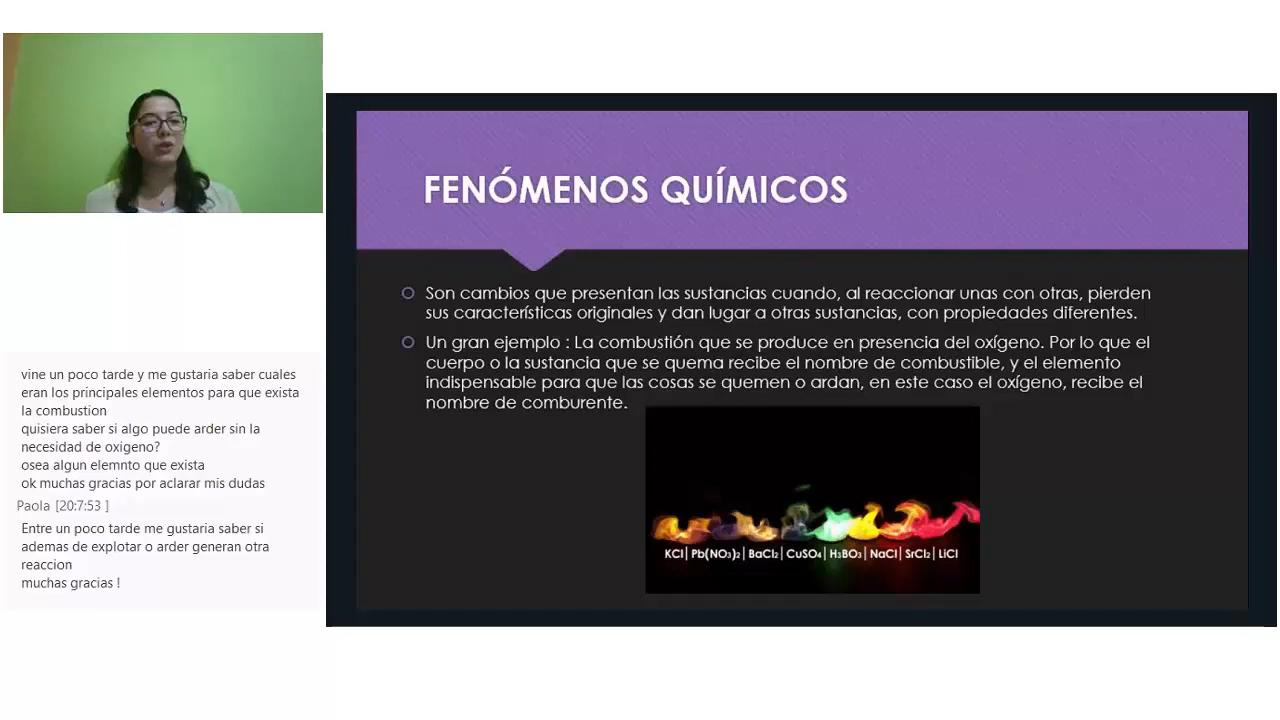 FENÓMENOS QUÍMICOS
Son cambios que presentan las sustancias cuando, al reaccionar unas con otras, pierden
sus características originales y dan lugar a otras sustancias, con propiedades diferentes.
Un gran ejemplo : La combustión que se produce en presencia del oxígeno. Por lo que el
cuerpo o la sustancia que se quema recibe el nombre de combustible, y el elemento
indispensable para que las cosas se quemen o ardan, en este caso el oxígeno, recibe el
nombre de comburente.
KCl| Pb(NO₃)₂| BaCl₂| CuSO₄| H₃BO₃| NaCl| SrCl₂| LiCl
vine un poco tarde y me gustaria saber cuales
eran los principales elementos para que exista
la combustion
quisiera saber si algo puede arder sin la
necesidad de oxigeno?
osea algun elemnto que exista
ok muchas gracias por aclarar mis dudas
Paola [20:7:53 ]
Entre un poco tarde me gustaria saber si
ademas de explotar o arder generan otra
reaccion
muchas gracias !